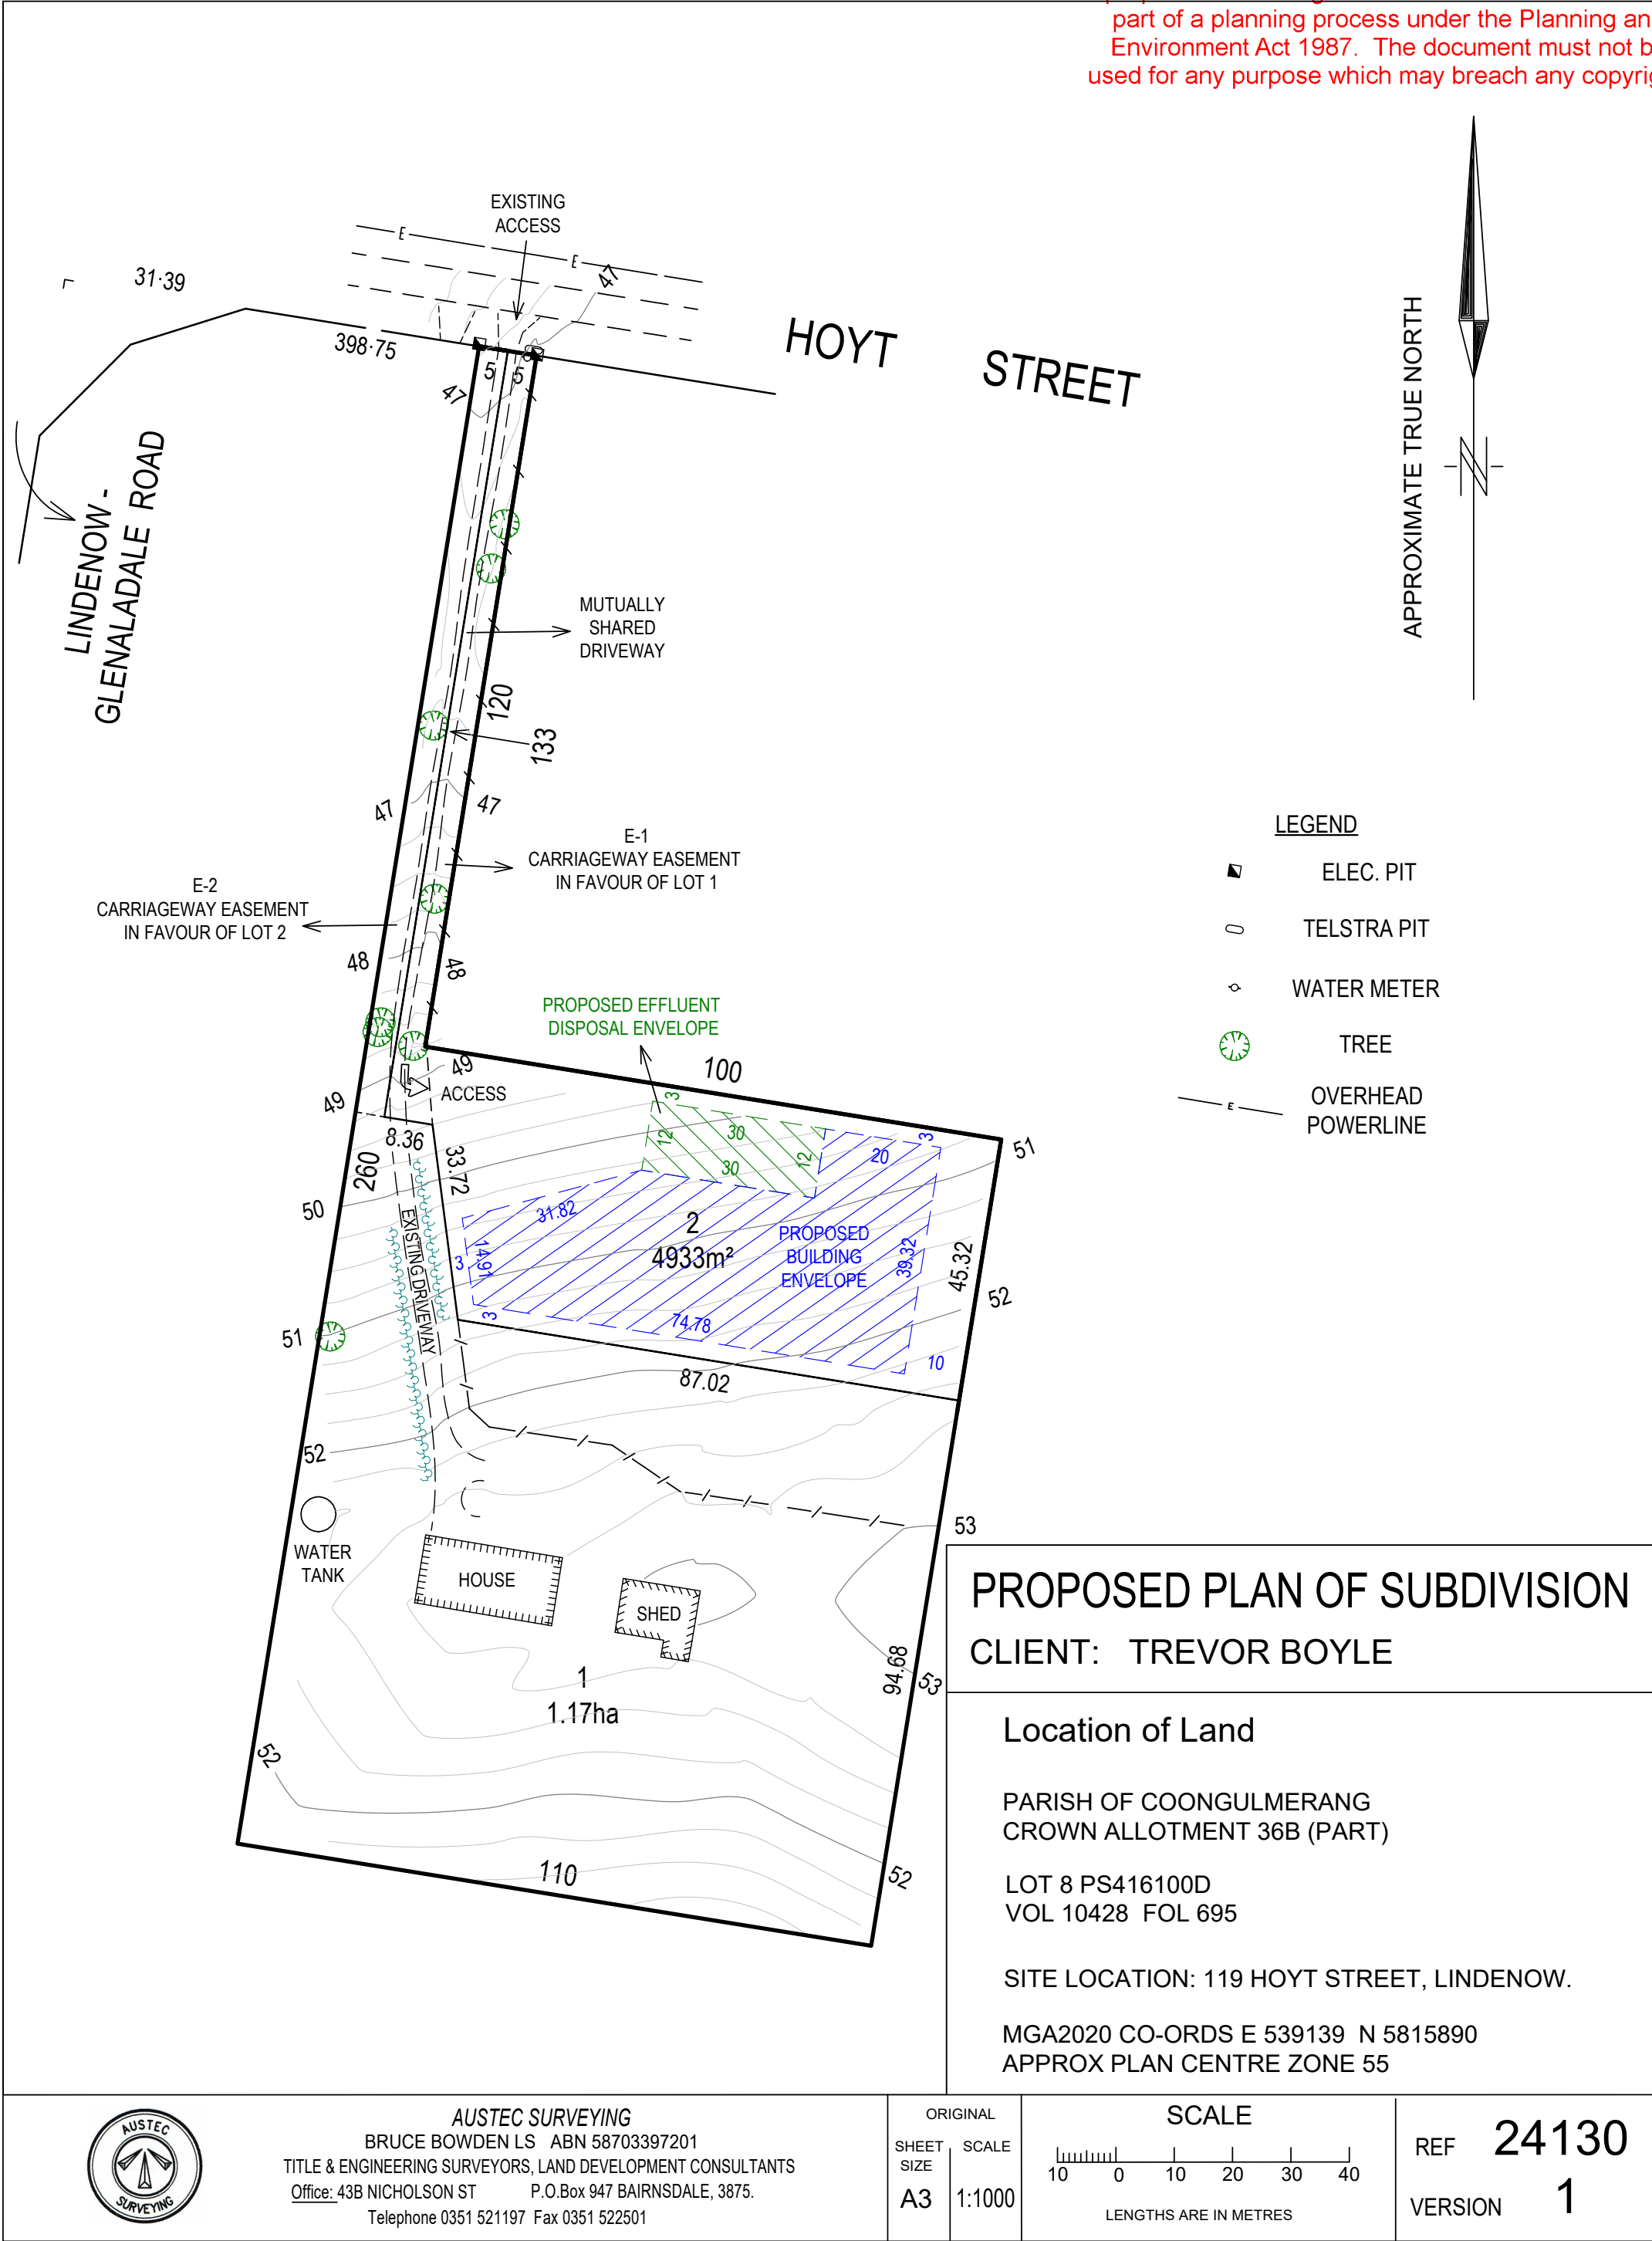 part of a planning process under the Planning an
Environment Act 1987. The document must not b
used for any purpose which may breach any copyrig
EXISTING
ACCESS
E
E
47
31·39
398·75
HOYT STREET
5
5
47
LINDENOW -
GLENALADALE ROAD
APPROXIMATE TRUE NORTH
N
MUTUALLY
SHARED
DRIVEWAY
120
133
47
47
E-1
CARRIAGEWAY EASEMENT
IN FAVOUR OF LOT 1
E-2
CARRIAGEWAY EASEMENT
IN FAVOUR OF LOT 2
48
48
LEGEND
ELEC. PIT
TELSTRA PIT
WATER METER
TREE
E
OVERHEAD
POWERLINE
PROPOSED EFFLUENT
DISPOSAL ENVELOPE
49
100
49
ACCESS
8.36
260
33.72
3
12
30
30
12
20
3
51
50
EXISTING DRIVEWAY
31.82
14.91
3
3
2
4933m²
PROPOSED
BUILDING
ENVELOPE
39.32
45.32
52
74.78
10
51
87.02
52
53
WATER
TANK
HOUSE
SHED
94.68
53
1
1.17ha
52
110
52
PROPOSED PLAN OF SUBDIVISION
CLIENT: TREVOR BOYLE
Location of Land
PARISH OF COONGULMERANG
CROWN ALLOTMENT 36B (PART)
LOT 8 PS416100D
VOL 10428 FOL 695
SITE LOCATION: 119 HOYT STREET, LINDENOW.
MGA2020 CO-ORDS E 539139 N 5815890
APPROX PLAN CENTRE ZONE 55
AUSTEC
SURVEYING
AUSTEC SURVEYING
BRUCE BOWDEN LS ABN 58703397201
TITLE & ENGINEERING SURVEYORS, LAND DEVELOPMENT CONSULTANTS
Office: 43B NICHOLSON ST P.O.Box 947 BAIRNSDALE, 3875.
Telephone 0351 521197 Fax 0351 522501
ORIGINAL
SHEET SIZE
A3
SCALE
1:1000
SCALE
10 0 10 20 30 40
LENGTHS ARE IN METRES
REF 24130
VERSION 1